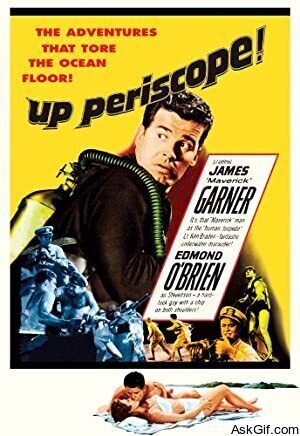 THE ADVENTURES
THAT TORE
THE OCEAN
FLOOR!
up periscope!
starring
JAMES
"Maverick"
GARNER
It's that "Maverick" man
as the "human torpedo"
Lt. Ken Braden - fantastic
underwater marauder!
EDMOND
O'BRIEN
as Stevenson - a hard-
luck guy with a chip
on both shoulders!
AskGif.com